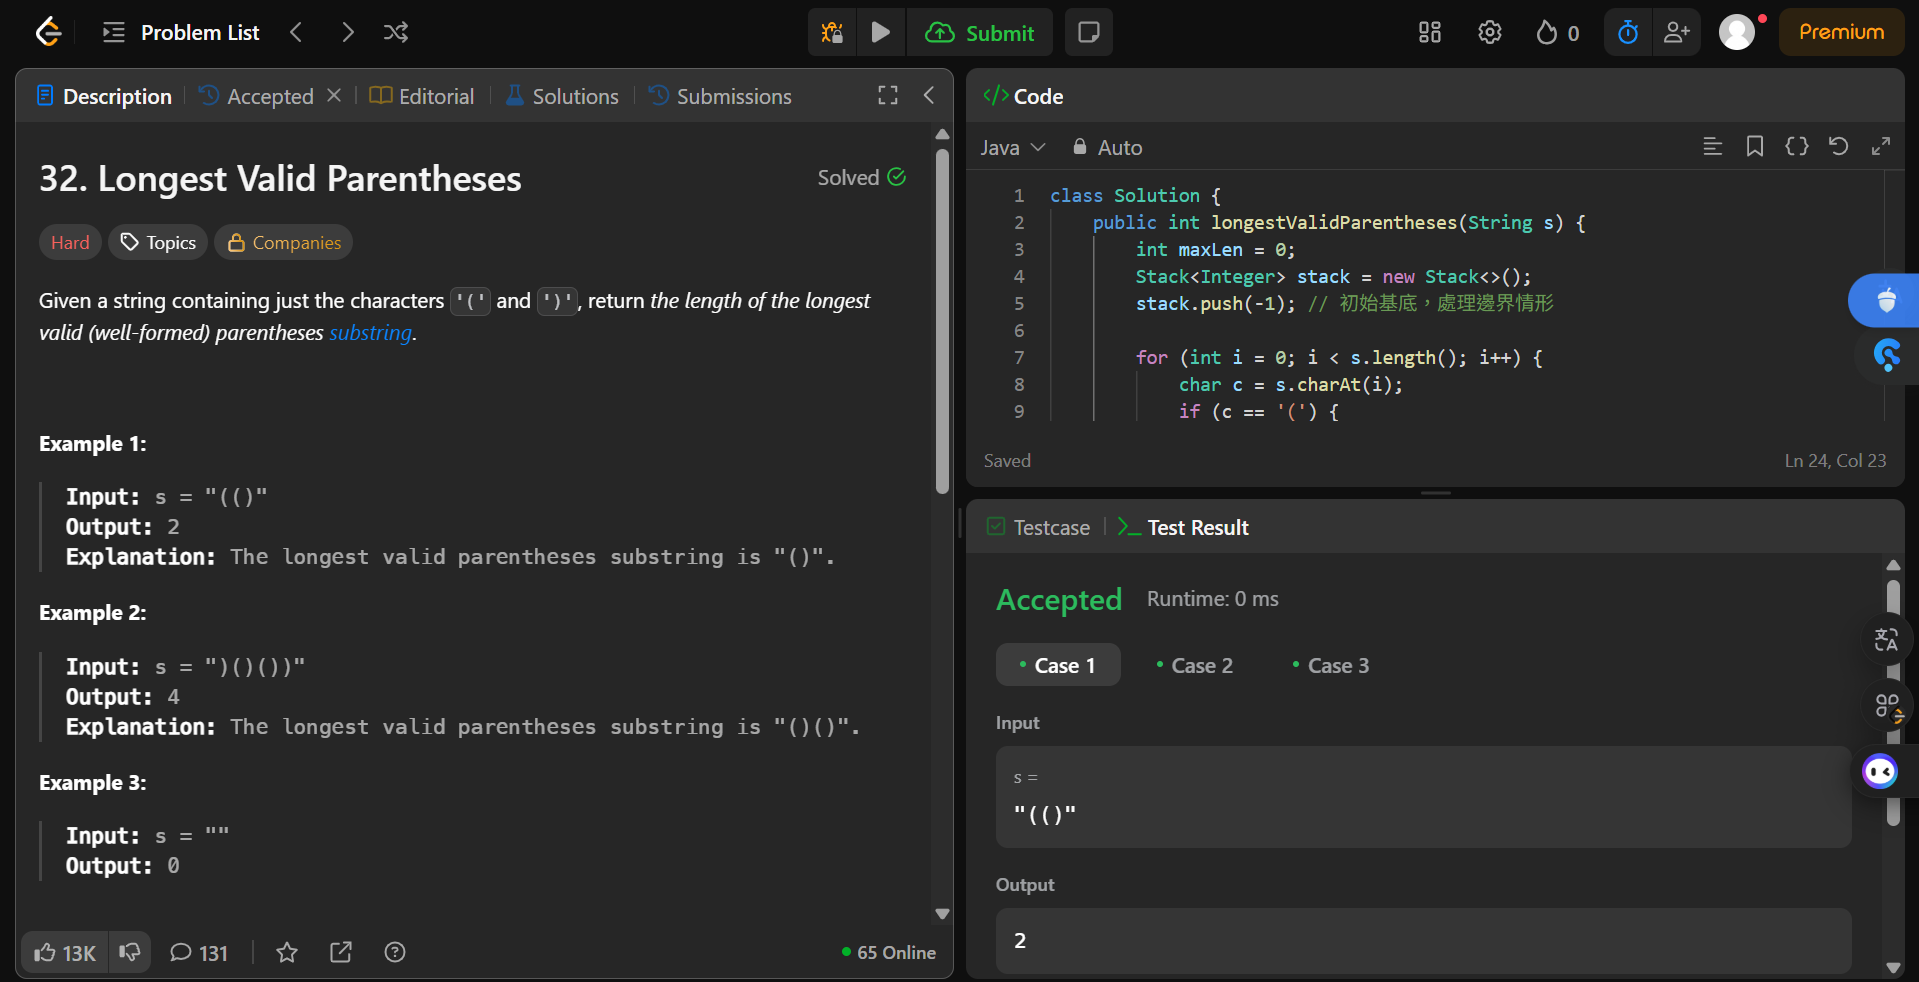 Problem List
Submit
0
Premium
Description
Accepted
Editorial
Solutions
Submissions
32. Longest Valid Parentheses
Solved
Hard
Topics
Companies
Given a string containing just the characters '(' and ')', return the length of the longest
valid (well-formed) parentheses substring.
Example 1:
Input: s = "(()"
Output: 2
Explanation: The longest valid parentheses substring is "()".
Example 2:
Input: s = ")()())"
Output: 4
Explanation: The longest valid parentheses substring is "()()".
Example 3:
Input: s = ""
Output: 0
13K
131
65 Online
</> Code
Java
Auto
1 class Solution {
2 public int longestValidParentheses(String s) {
3 int maxLen = 0;
4 Stack<Integer> stack = new Stack<>();
5 stack.push(-1); // 初始基底，處理邊界情形
6
7 for (int i = 0; i < s.length(); i++) {
8 char c = s.charAt(i);
9 if (c == '(') {
Saved
Ln 24, Col 23
Testcase
Test Result
Accepted
Runtime: 0 ms
Case 1
Case 2
Case 3
Input
s =
"(()"
Output
2